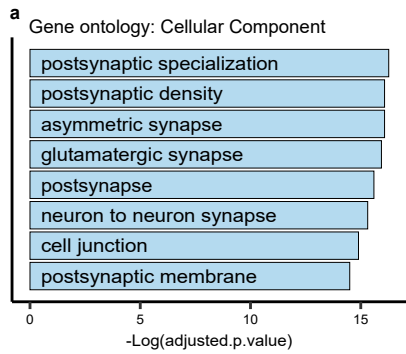 a
Gene ontology: Cellular Component
postsynaptic specialization
postsynaptic density
asymmetric synapse
glutamatergic synapse
postsynapse
neuron to neuron synapse
cell junction
postsynaptic membrane
0 5 10 15
-Log(adjusted.p.value)